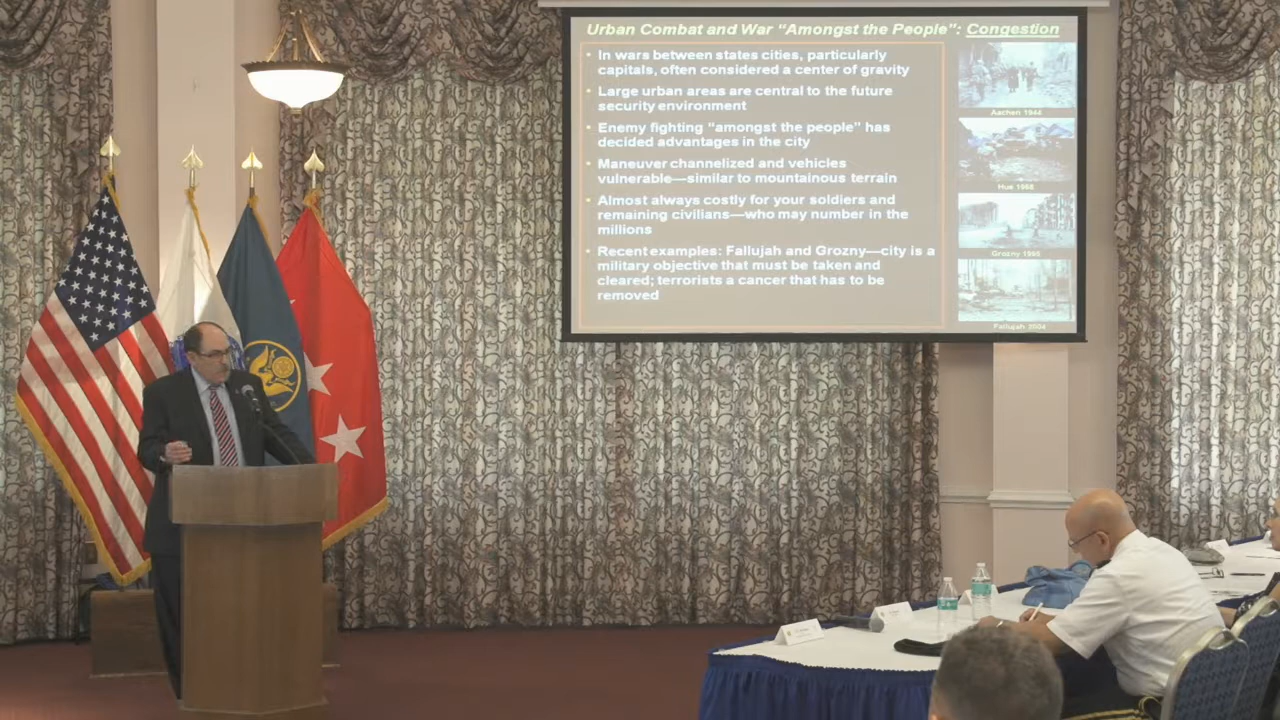 Urban Combat and War “Amongst the People”: Congestion
• In wars between states cities, particularly
capitals, often considered a center of gravity
• Large urban areas are central to the future
security environment
• Enemy fighting “amongst the people” has
decided advantages in the city
• Maneuver channelized and vehicles
vulnerable—similar to mountainous terrain
• Almost always costly for your soldiers and
remaining civilians—who may number in the
millions
• Recent examples: Fallujah and Grozny—city is a
military objective that must be taken and
cleared; terrorists a cancer that has to be
removed
Aachen 1944
Hue 1968
Grozny 1995
Fallujah 2004